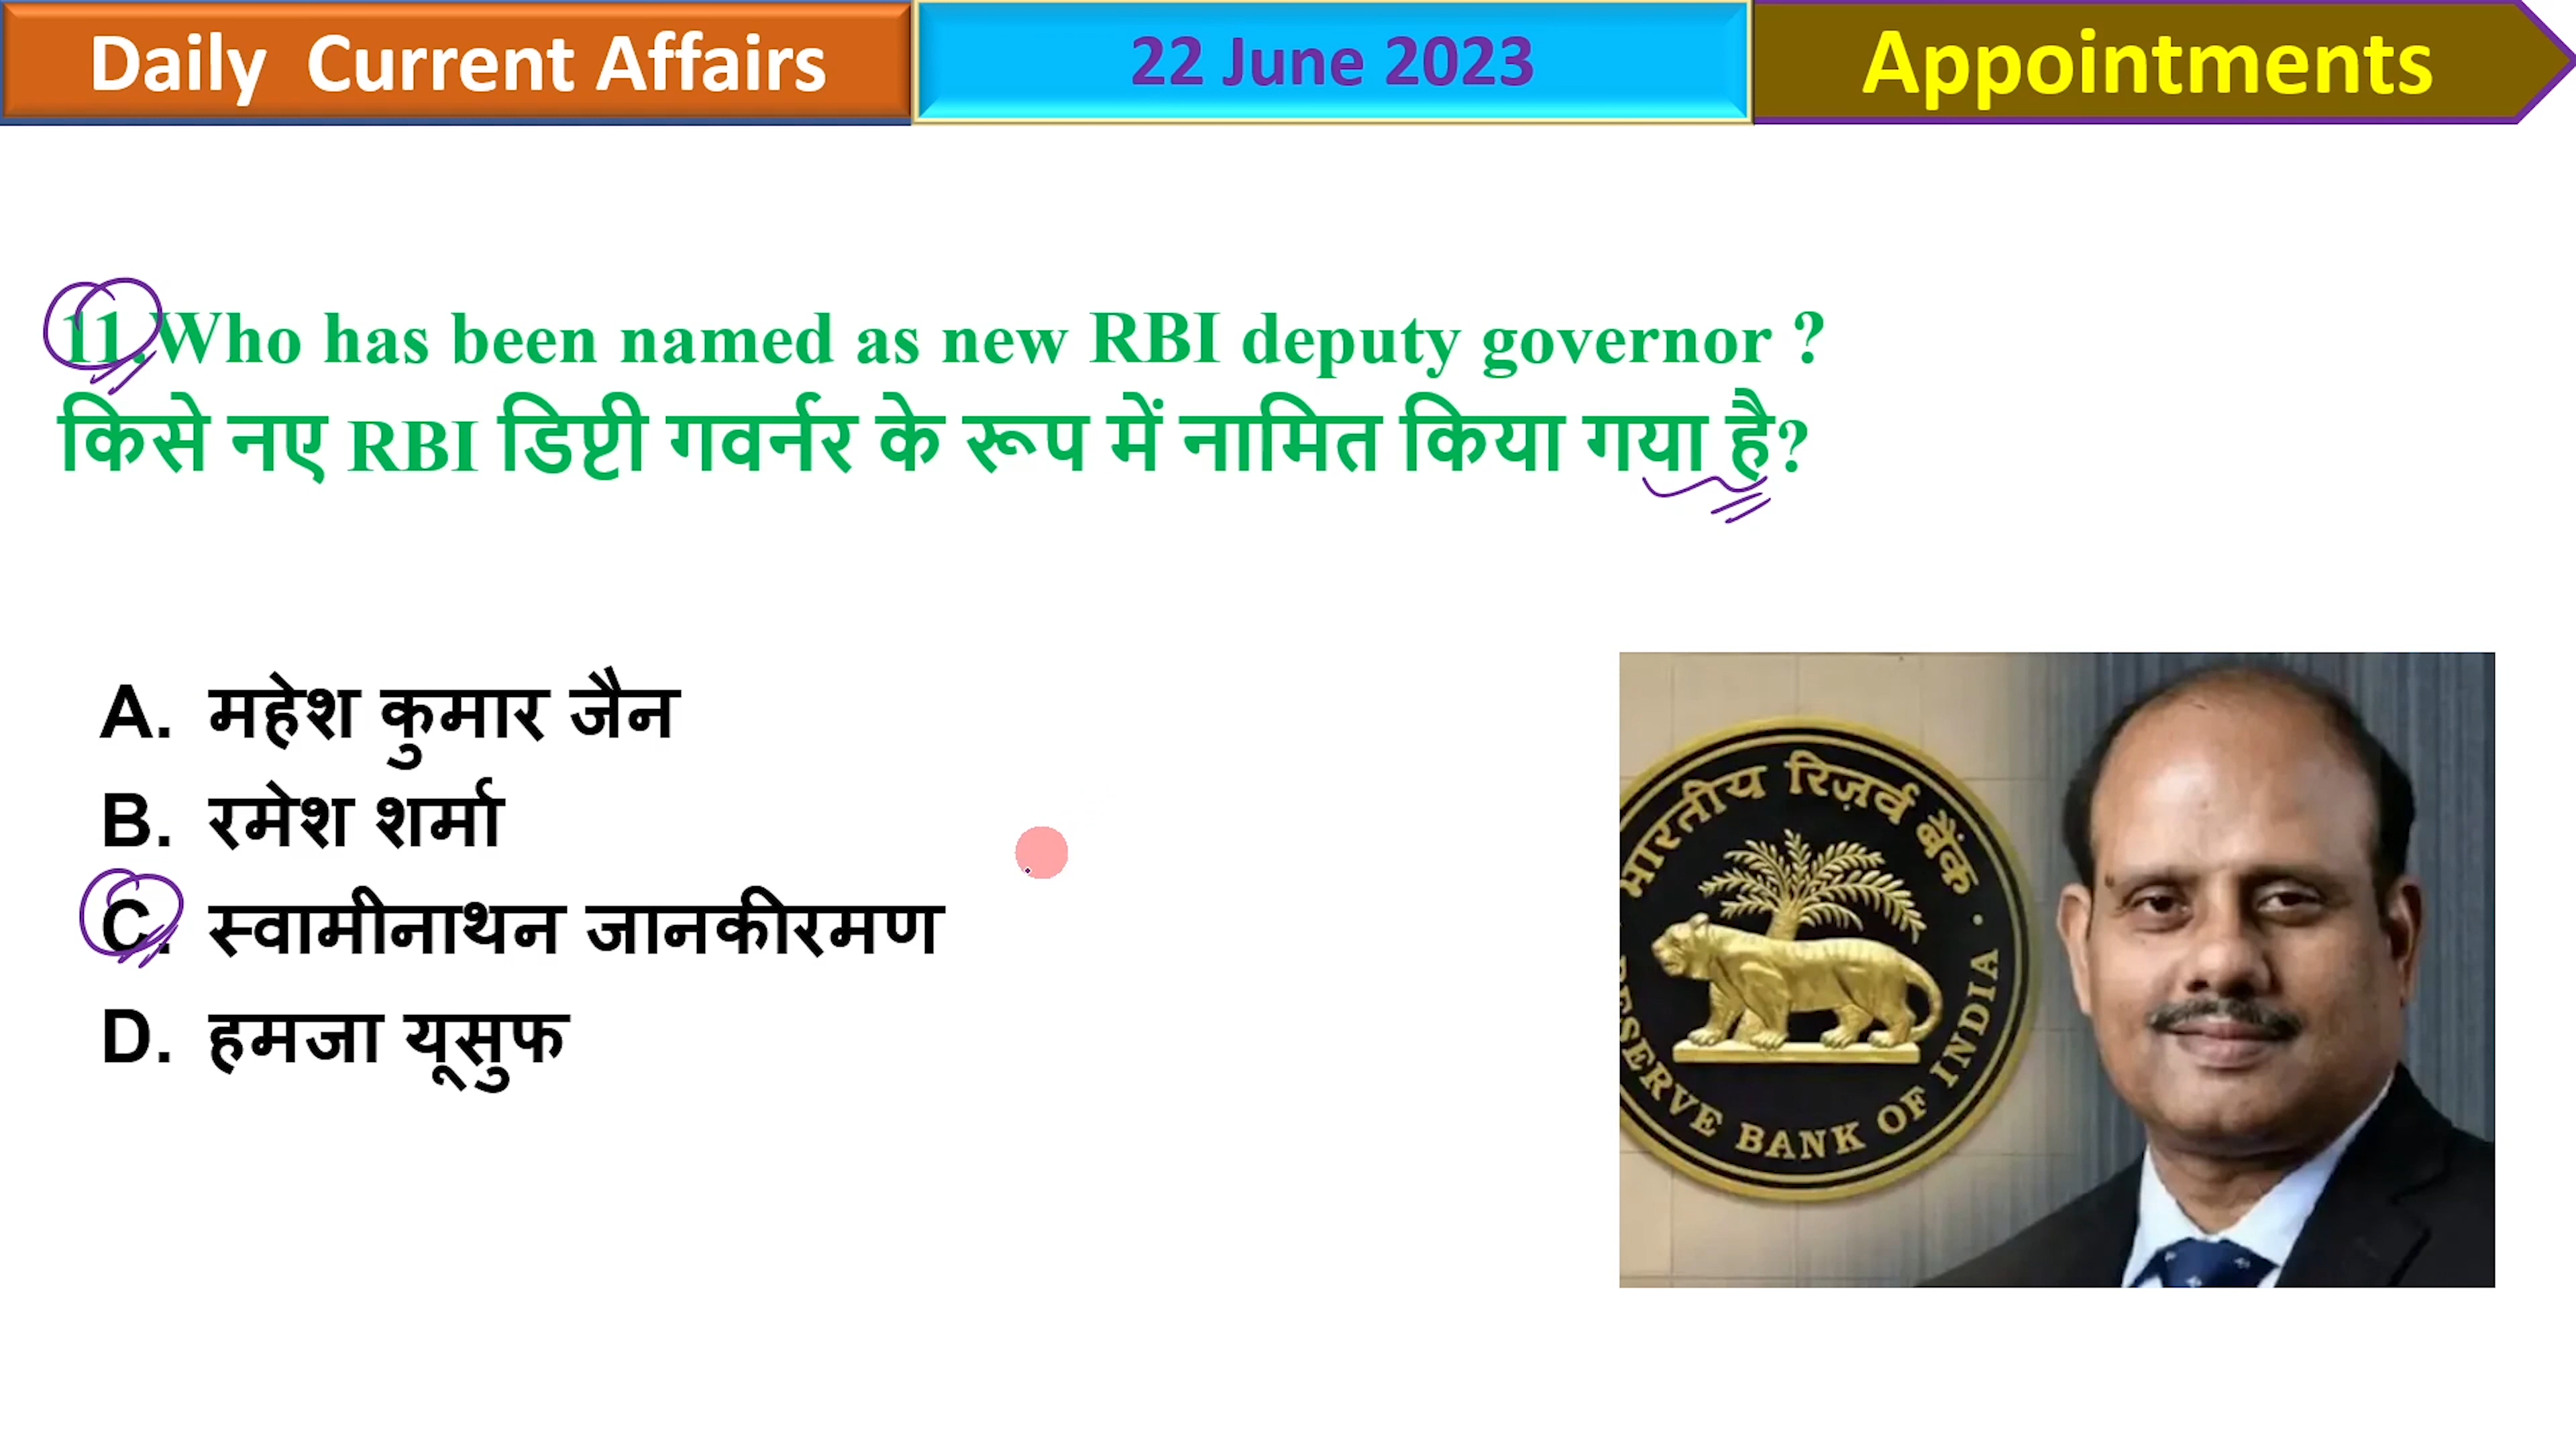 Daily Current Affairs
22 June 2023
Appointments
11.Who has been named as new RBI deputy governor ?
किसे नए RBI डिप्टी गवर्नर के रूप में नामित किया गया है?
A. महेश कुमार जैन
B. रमेश शर्मा
C. स्वामीनाथन जानकीरमण
D. हमजा यूसुफ
भारतीय रिज़र्व बैंक
RESERVE BANK OF INDIA